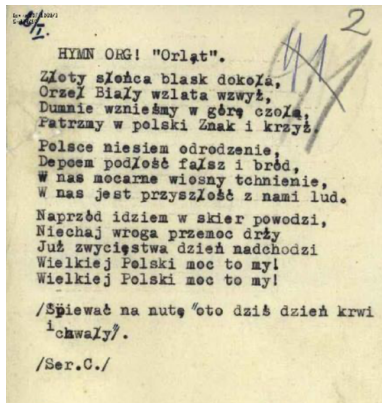 2
HYMN ORG! "Orląt".
Złoty słońca blask dokoła,
Orzeł Biały wzlata wzwyż,
Dumnie wznieśmy w górę czoła,
Patrzmy w polski Znak i krzyż.
Polsce niesiem odrodzenie,
Depcem podłość fałsz i bród,
W nas mocarne wiosny tchnienie,
W nas jest przyszłość z nami lud.
Naprzód idziem w skier powodzi,
Niechaj wroga przemoc drży
Już zwycięstwa dzień nadchodzi
Wielkiej Polski moc to my!
Wielkiej Polski moc to my!
/Śpiewać na nutę "oto dziś dzień krwi
i chwały".
/Ser.C./